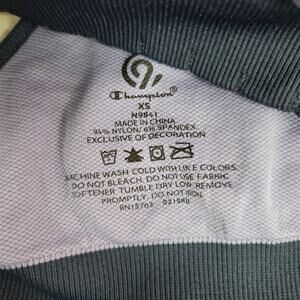 Champion
XS
N9841
MADE IN CHINA
94% NYLON/6% SPANDEX
EXCLUSIVE OF DECORATION
MACHINE WASH COLD WITH LIKE COLORS.
DO NOT BLEACH. DO NOT USE FABRIC
SOFTENER. TUMBLE DRY LOW. REMOVE
PROMPTLY. DO NOT IRON.
RN15763